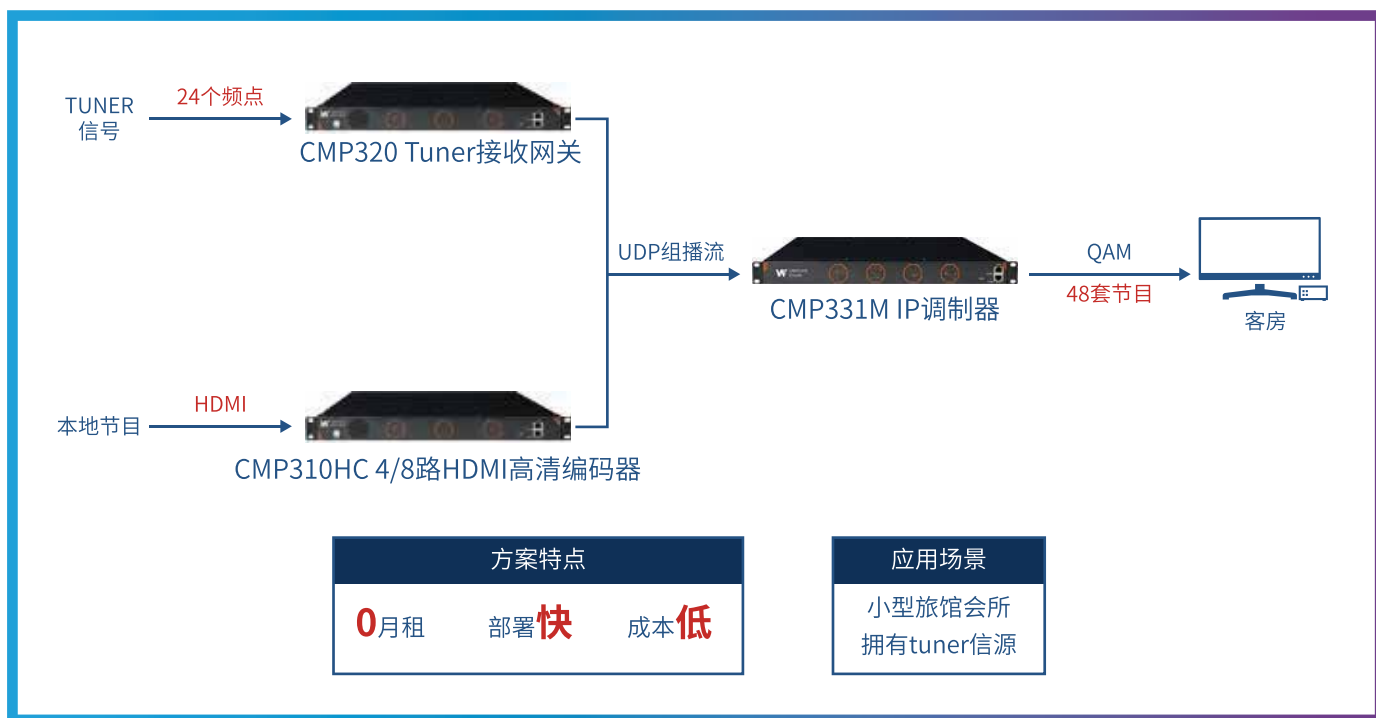 TUNER
信号
24个频点
CMP320 Tuner接收网关
UDP组播流
CMP331M IP调制器
QAM
48套节目
客房
本地节目
HDMI
CMP310HC 4/8路HDMI高清编码器
方案特点
0月租 部署快 成本低
应用场景
小型旅馆会所
拥有tuner信源